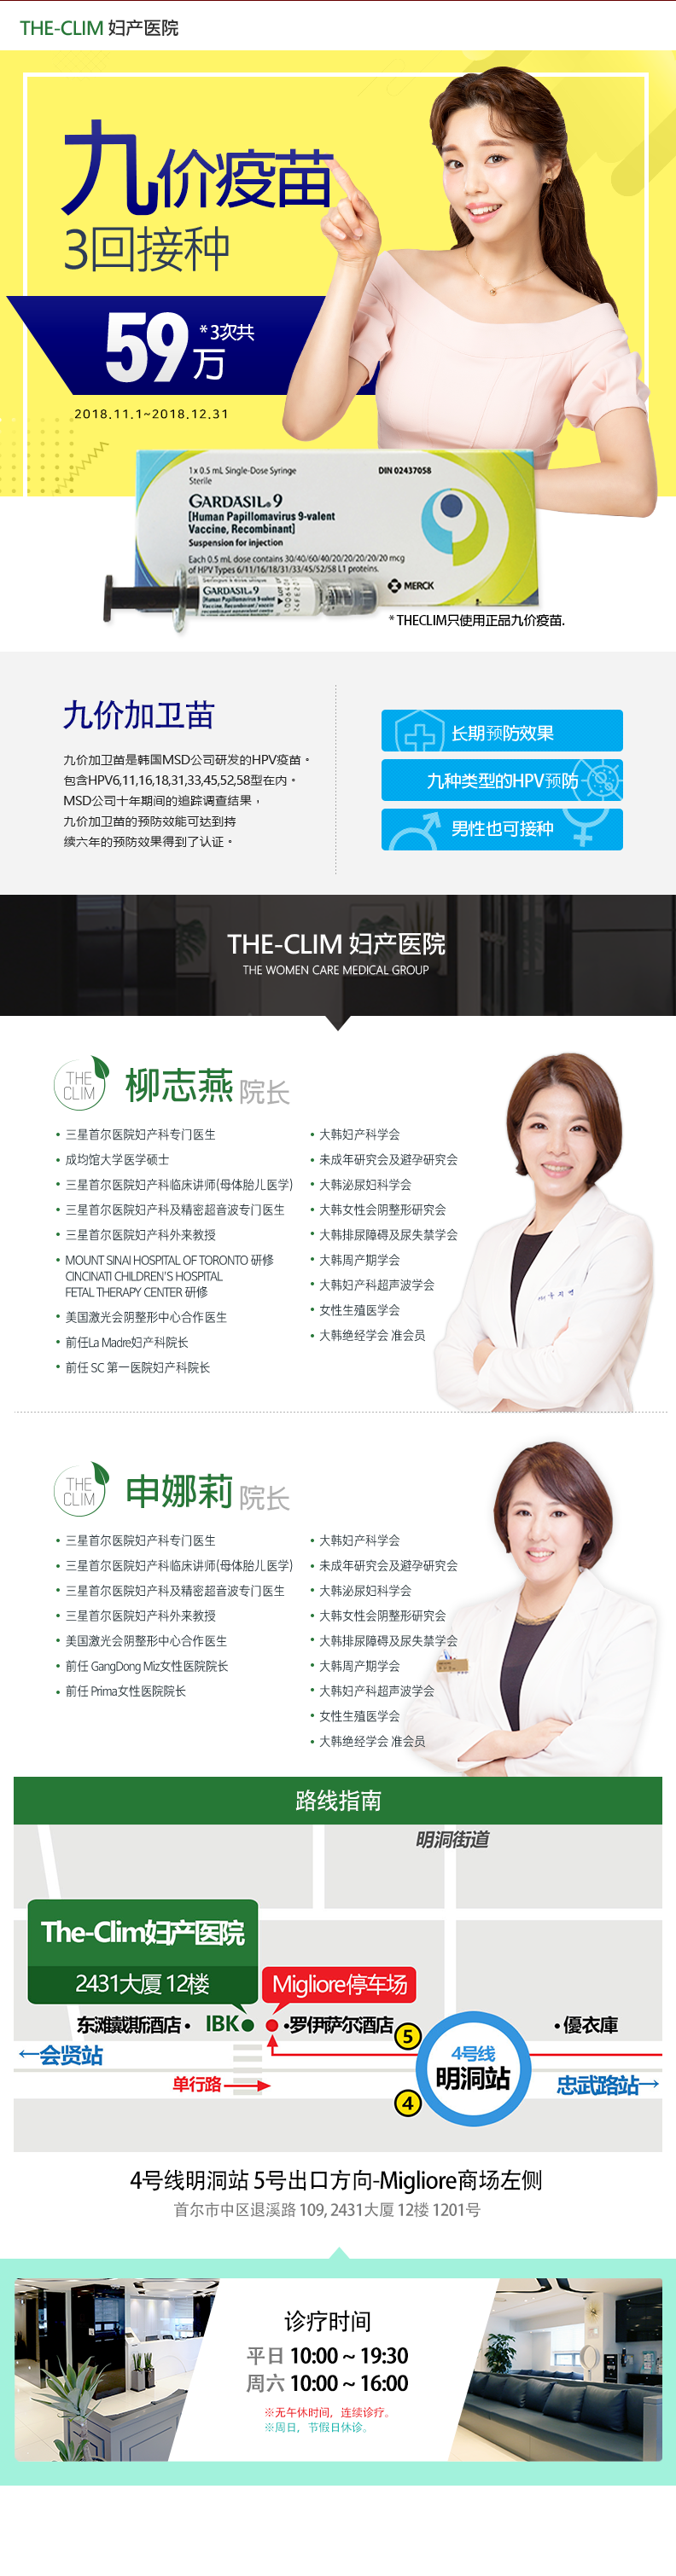 THE-CLIM 妇产医院
九价疫苗
3回接种
59万 *3次共
2018.11.1~2018.12.31
1 x 0.5 mL Single-Dose Syringe
Sterile
DIN 02437058
GARDASIL® 9
[Human Papillomavirus 9-valent
Vaccine, Recombinant]
Suspension for injection
Each 0.5 mL dose contains 30/40/60/40/20/20/20/20/20 mcg
of HPV Types 6/11/16/18/31/33/45/52/58 L1 proteins.
GARDASIL 9
MERCK
* THECLIM只使用正品九价疫苗.
九价加卫苗
九价加卫苗是韩国MSD公司研发的HPV疫苗。
包含HPV6,11,16,18,31,33,45,52,58型在内。
MSD公司十年期间的追踪调查结果，
九价加卫苗的预防效能可达到持
续六年的预防效果得到了认证。
长期预防效果
九种类型的HPV预防
男性也可接种
THE-CLIM 妇产医院
THE WOMEN CARE MEDICAL GROUP
THE
CLIM
柳志燕 院长
• 三星首尔医院妇产科专门医生
• 成均馆大学医学硕士
• 三星首尔医院妇产科临床讲师(母体胎儿医学)
• 三星首尔医院妇产科及精密超音波专门医生
• 三星首尔医院妇产科外来教授
• MOUNT SINAI HOSPITAL OF TORONTO 研修
CINCINATI CHILDREN'S HOSPITAL
FETAL THERAPY CENTER 研修
• 美国激光会阴整形中心合作医生
• 前任La Madre妇产科院长
• 前任 SC 第一医院妇产科院长
• 大韩妇产科学会
• 未成年研究会及避孕研究会
• 大韩泌尿妇科学会
• 大韩女性会阴整形研究会
• 大韩排尿障碍及尿失禁学会
• 大韩周产期学会
• 大韩妇产科超声波学会
• 女性生殖医学会
• 大韩绝经学会 准会员
THE
CLIM
申娜莉 院长
• 三星首尔医院妇产科专门医生
• 三星首尔医院妇产科临床讲师(母体胎儿医学)
• 三星首尔医院妇产科及精密超音波专门医生
• 三星首尔医院妇产科外来教授
• 美国激光会阴整形中心合作医生
• 前任 GangDong Miz女性医院院长
• 前任 Prima女性医院院长
• 大韩妇产科学会
• 未成年研究会及避孕研究会
• 大韩泌尿妇科学会
• 大韩女性会阴整形研究会
• 大韩排尿障碍及尿失禁学会
• 大韩周产期学会
• 大韩妇产科超声波学会
• 女性生殖医学会
• 大韩绝经学会 准会员
路线指南
明洞街道
The-Clim妇产医院
2431大厦 12楼
Migliore停车场
东滩戴斯酒店 •
IBK
•罗伊萨尔酒店
5
• 優衣庫
←会贤站
4号线
明洞站
忠武路站→
单行路
4
4号线明洞站 5号出口方向-Migliore商场左侧
首尔市中区退溪路 109, 2431大厦 12楼 1201号
诊疗时间
平日 10:00 ~ 19:30
周六 10:00 ~ 16:00
※无午休时间，连续诊疗。
※周日，节假日休诊。